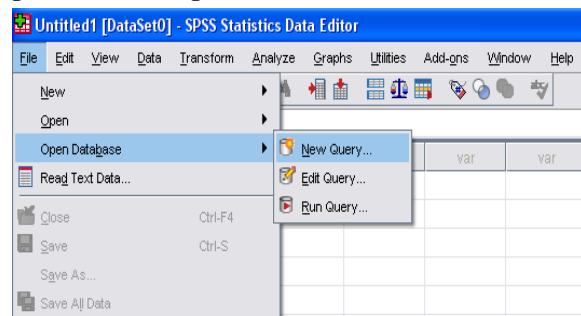 Untitled1 [DataSet0] - SPSS Statistics Data Editor
File Edit View Data Transform Analyze Graphs Utilities Add-ons Window Help
New
Open
Open Database
New Query...
var var
Read Text Data...
Edit Query...
Close Ctrl-F4
Run Query...
Save Ctrl-S
Save As...
Save All Data